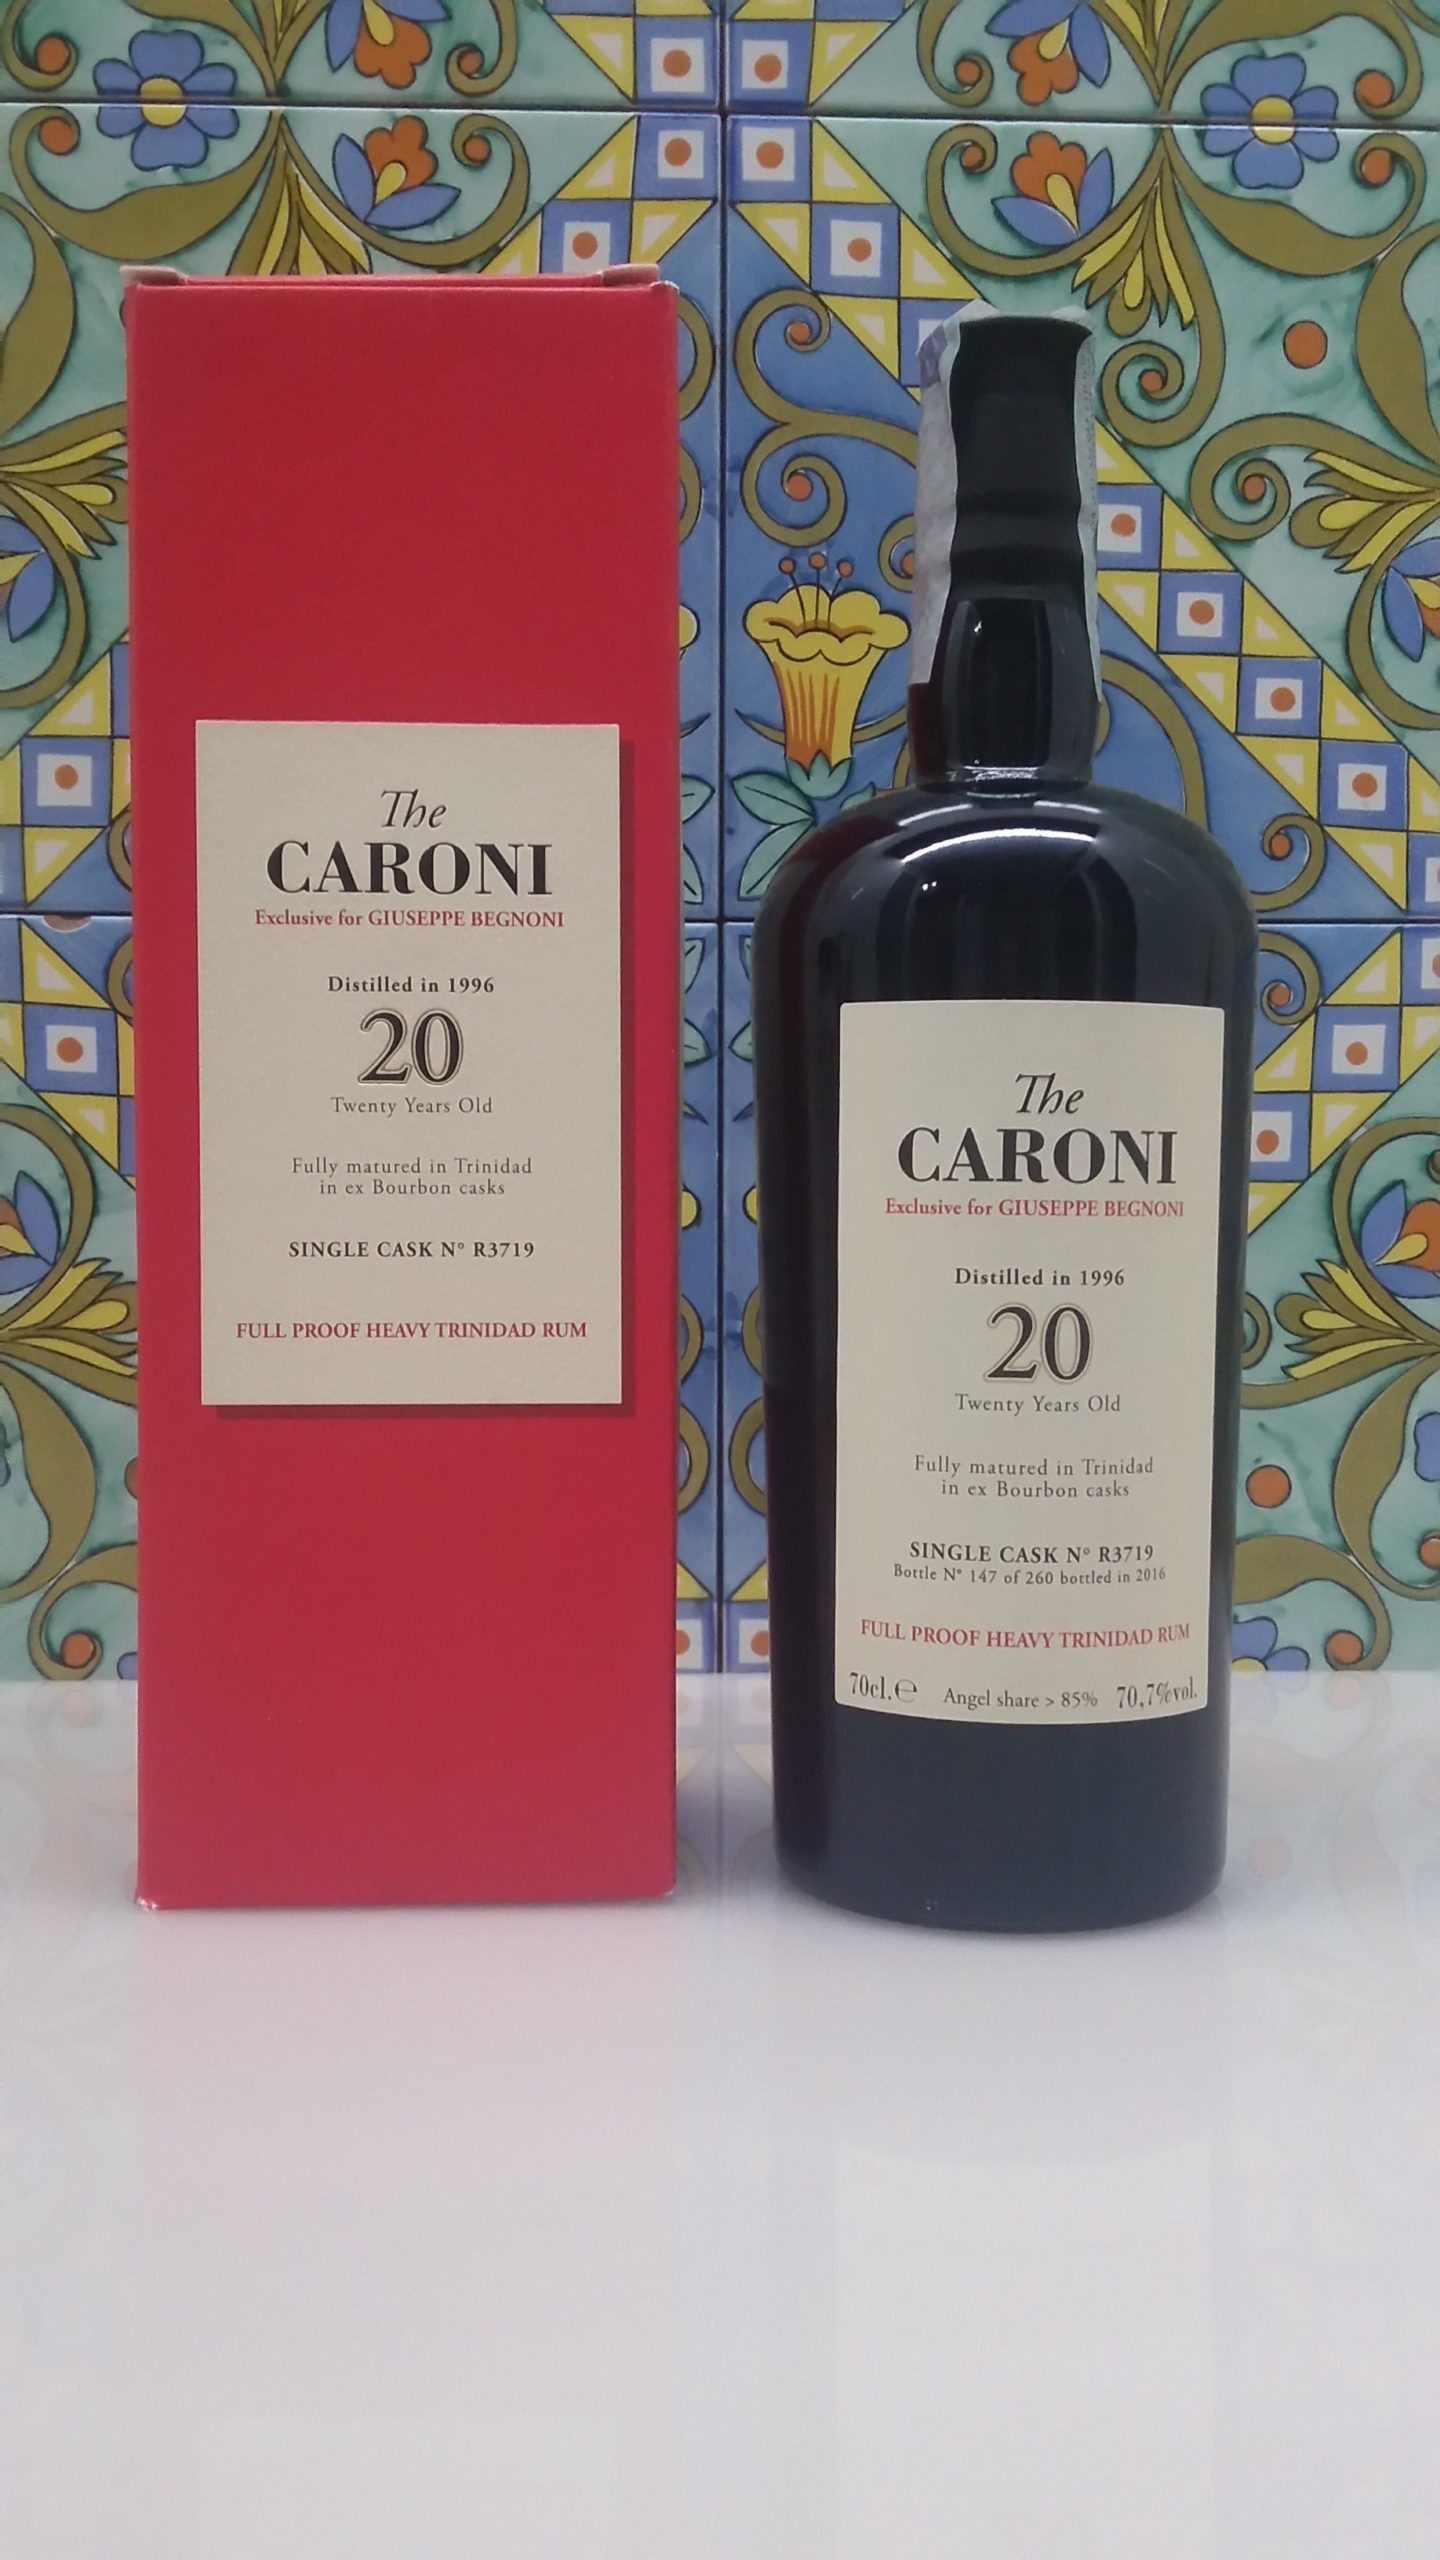 The
CARONI
Exclusive for GIUSEPPE BEGNONI
Distilled in 1996
20
Twenty Years Old
Fully matured in Trinidad
in ex Bourbon casks
SINGLE CASK N° R3719
FULL PROOF HEAVY TRINIDAD RUM
The
CARONI
Exclusive for GIUSEPPE BEGNONI
Distilled in 1996
20
Twenty Years Old
Fully matured in Trinidad
in ex Bourbon casks
SINGLE CASK N° R3719
Bottle N° 147 of 260 bottled in 2016
FULL PROOF HEAVY TRINIDAD RUM
70cl.℮ Angel share > 85% 70,7%vol.